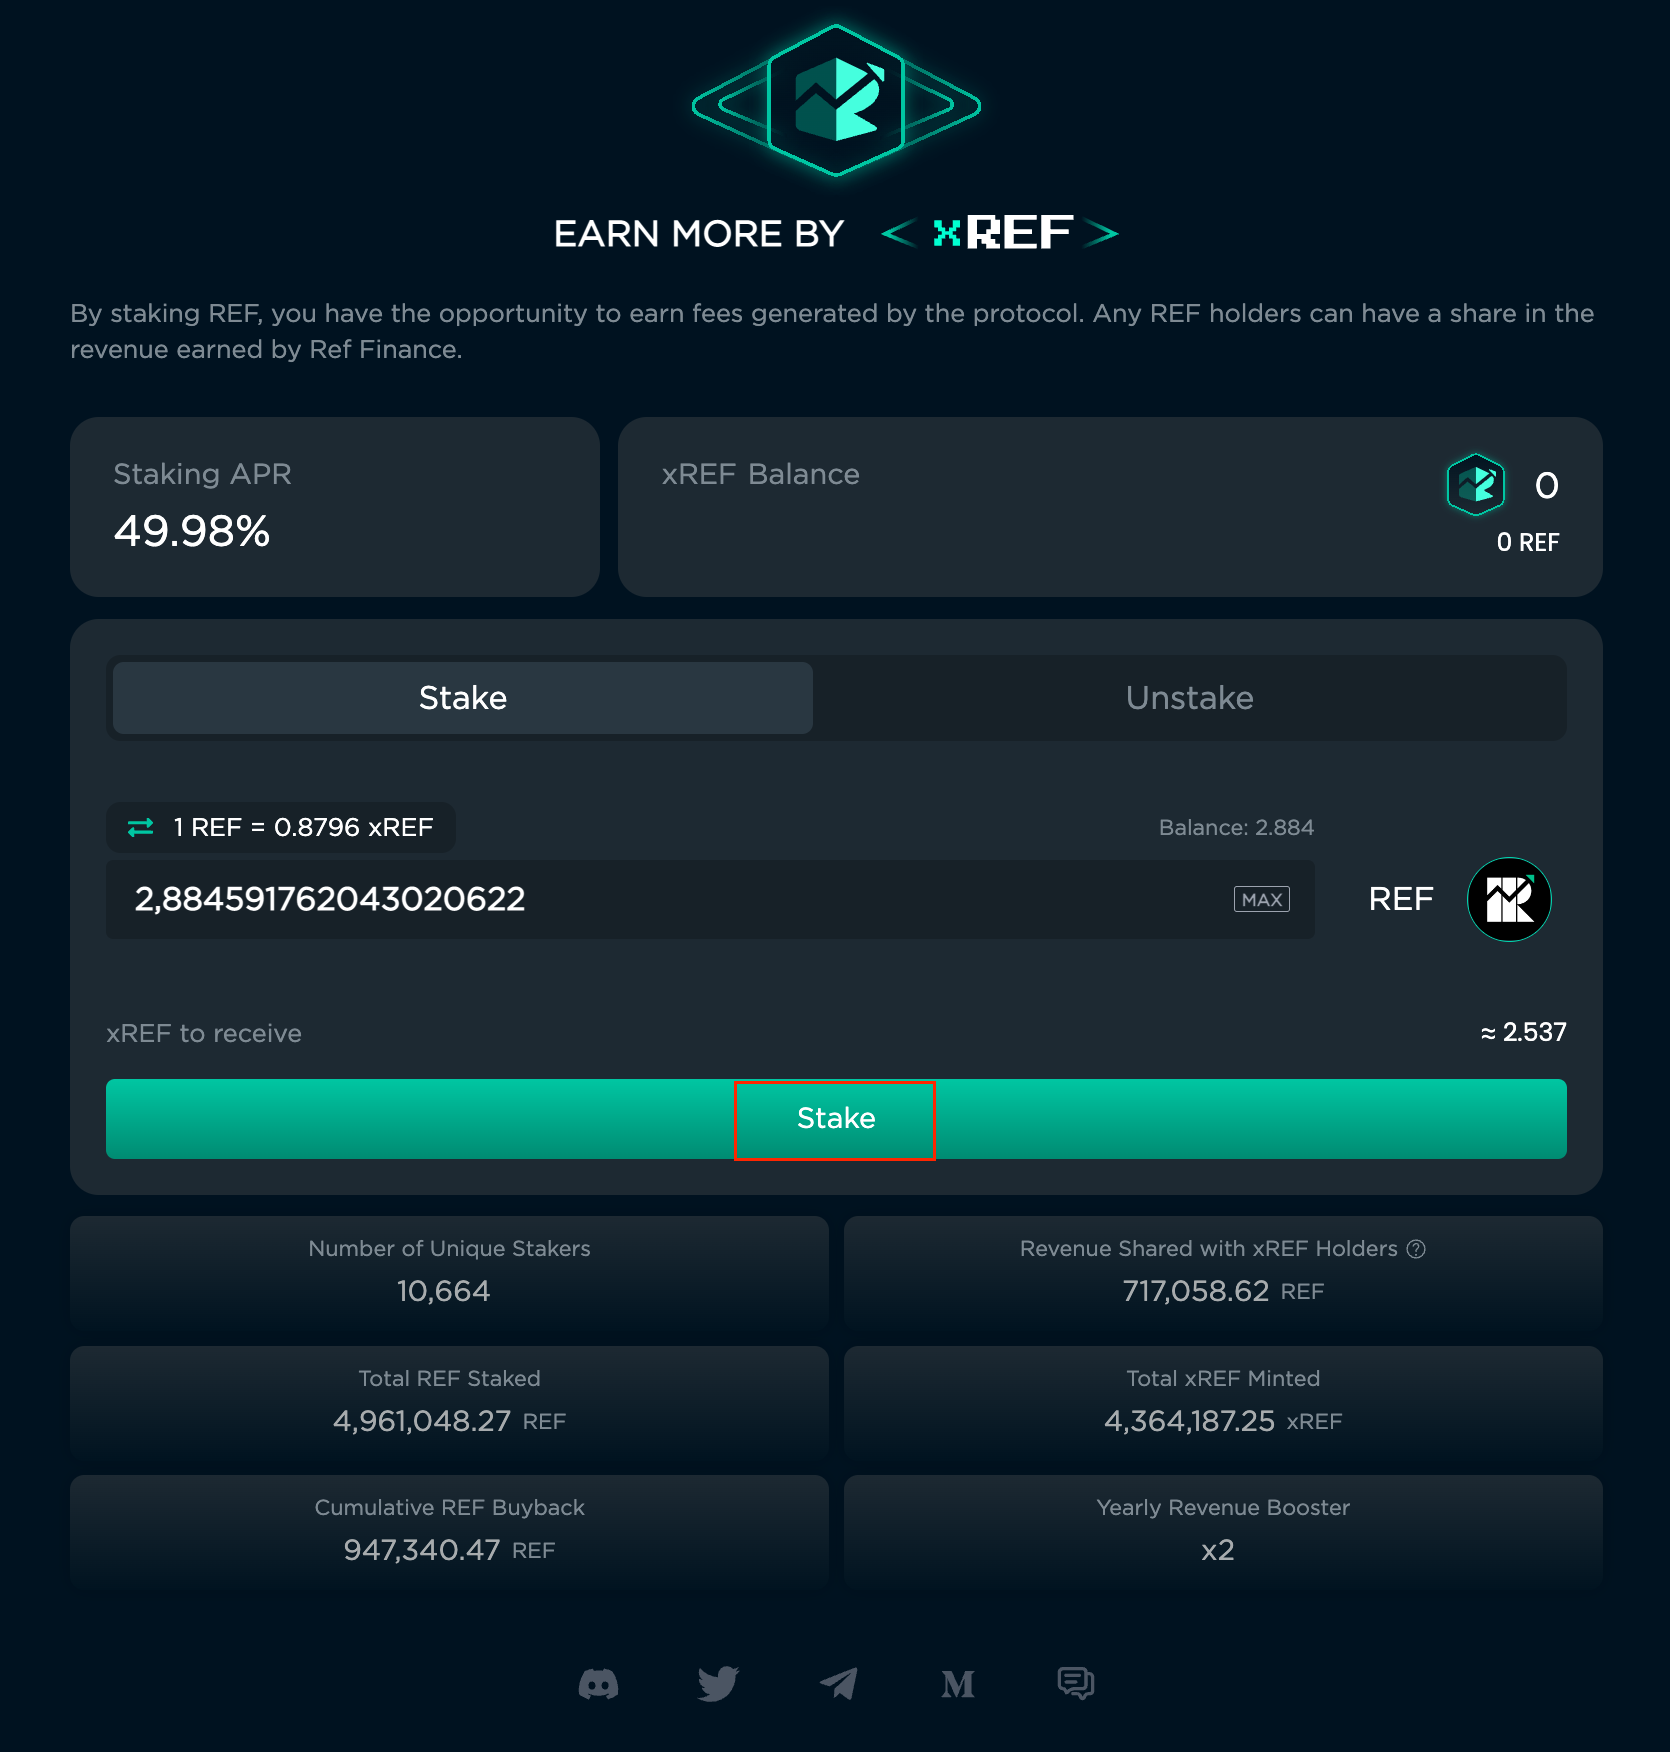 EARN MORE BY < xREF >
By staking REF, you have the opportunity to earn fees generated by the protocol. Any REF holders can have a share in the
revenue earned by Ref Finance.
Staking APR
49.98%
xREF Balance
0
0 REF
Stake
Unstake
1 REF = 0.8796 xREF
Balance: 2.884
2,884591762043020622
MAX
REF
xREF to receive
≈ 2.537
Stake
Number of Unique Stakers
10,664
Revenue Shared with xREF Holders ?
717,058.62 REF
Total REF Staked
4,961,048.27 REF
Total xREF Minted
4,364,187.25 xREF
Cumulative REF Buyback
947,340.47 REF
Yearly Revenue Booster
x2